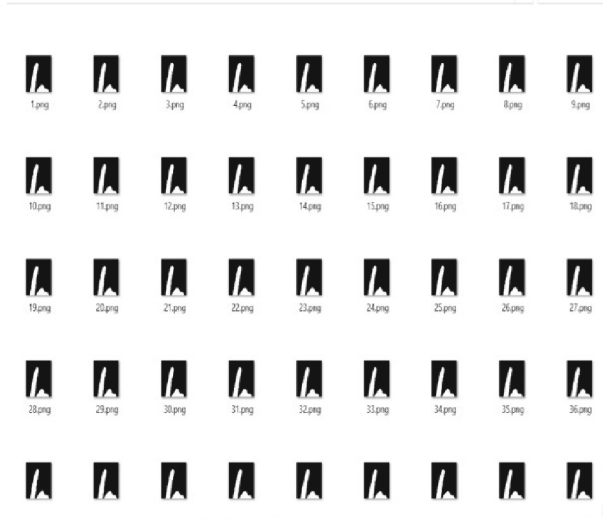 1.png 2.png 3.png 4.png 5.png 6.png 7.png 8.png 9.png
10.png 11.png 12.png 13.png 14.png 15.png 16.png 17.png 18.png
19.png 20.png 21.png 22.png 23.png 24.png 25.png 26.png 27.png
28.png 29.png 30.png 31.png 32.png 33.png 34.png 35.png 36.png